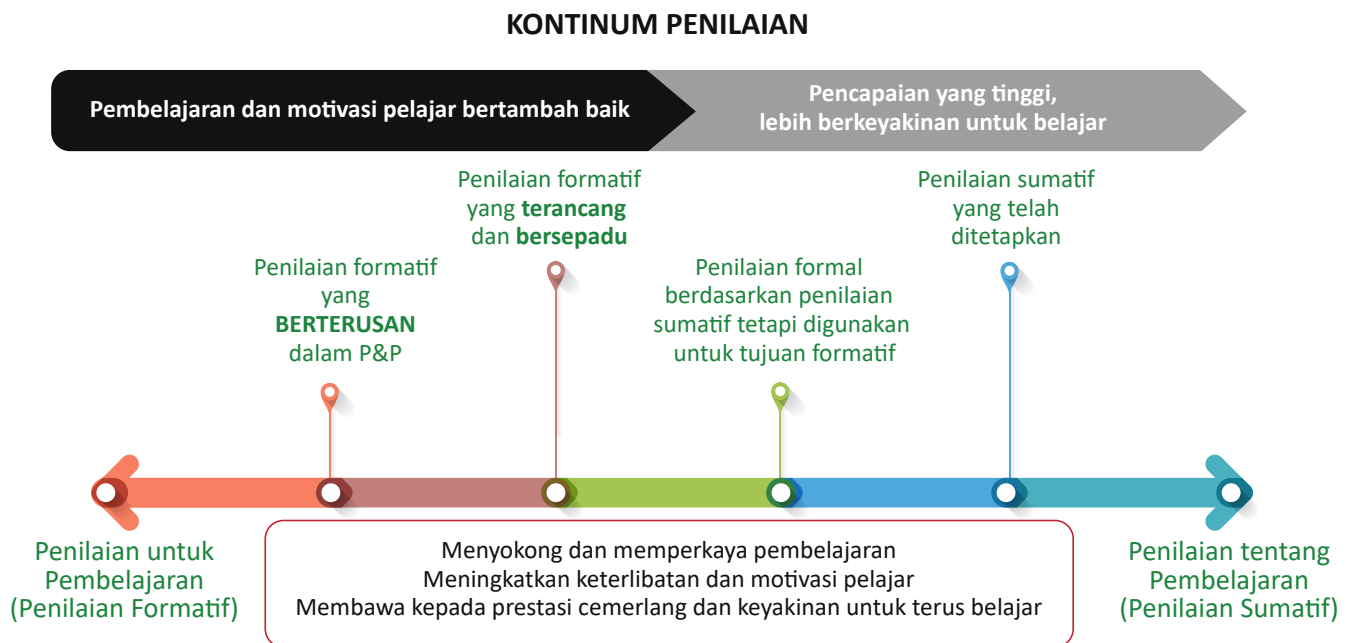 KONTINUM PENILAIAN
Pembelajaran dan motivasi pelajar bertambah baik
Pencapaian yang tinggi,
lebih berkeyakinan untuk belajar
Penilaian formatif
yang
BERTERUSAN
dalam P&P
Penilaian formatif
yang terancang
dan bersepadu
Penilaian formal
berdasarkan penilaian
sumatif tetapi digunakan
untuk tujuan formatif
Penilaian sumatif
yang telah
ditetapkan
Penilaian untuk
Pembelajaran
(Penilaian Formatif)
Menyokong dan memperkaya pembelajaran
Meningkatkan keterlibatan dan motivasi pelajar
Membawa kepada prestasi cemerlang dan keyakinan untuk terus belajar
Penilaian tentang
Pembelajaran
(Penilaian Sumatif)